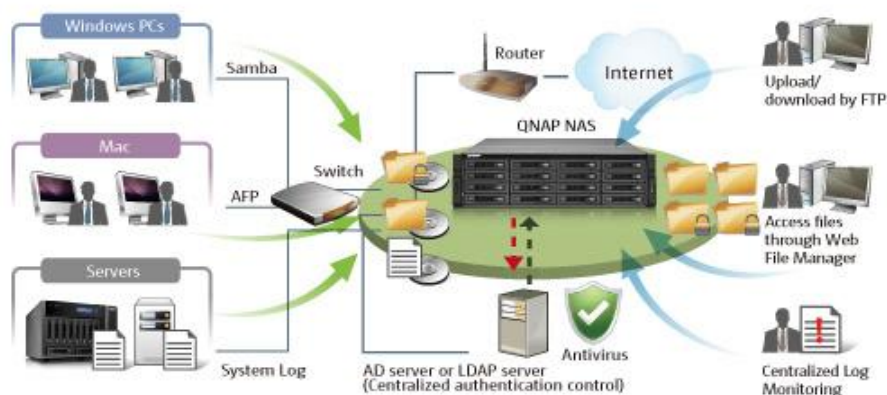 Windows PCs
Samba
Mac
AFP
Servers
System Log
Switch
Router
Internet
QNAP NAS
Upload/
download by FTP
Access files
through Web
File Manager
Antivirus
AD server or LDAP server
(Centralized authentication control)
Centralized Log
Monitoring